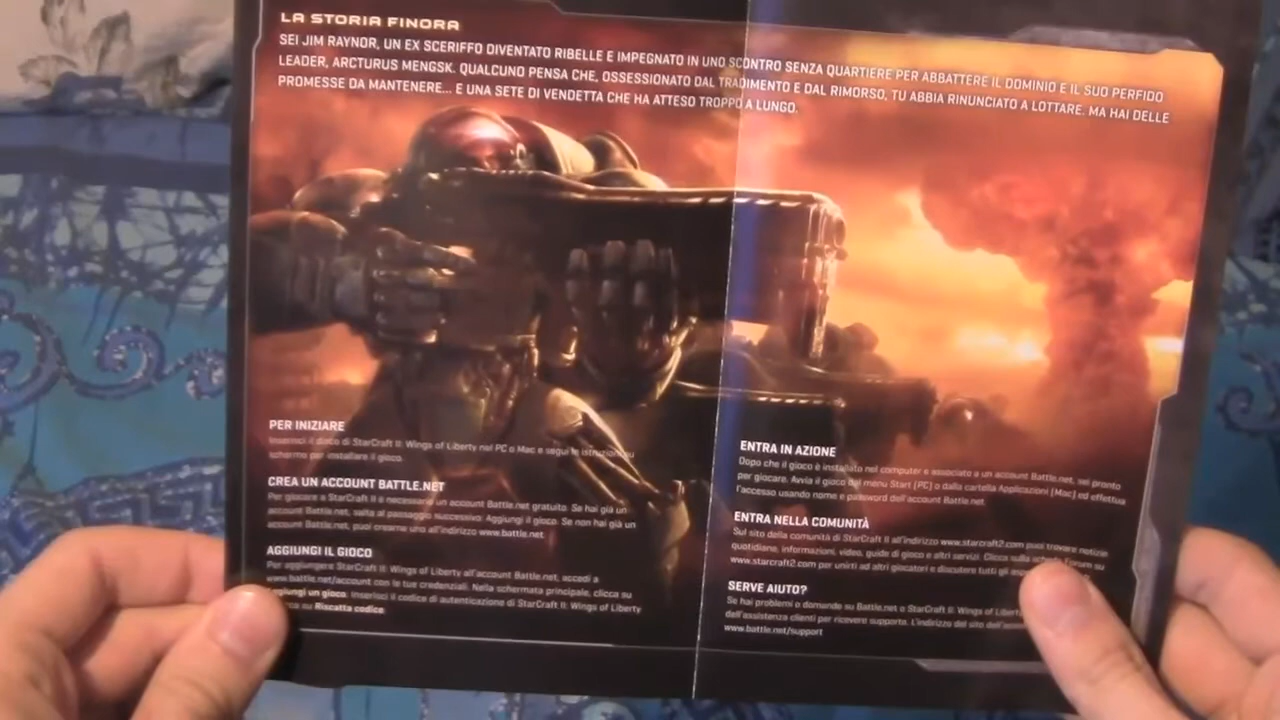 LA STORIA FINORA
SEI JIM RAYNOR, UN EX SCERIFFO DIVENTATO RIBELLE E IMPEGNATO IN UNO SCONTRO SENZA QUARTIERE PER ABBATTERE IL DOMINIO E IL SUO PERFIDO
LEADER, ARCTURUS MENGSK. QUALCUNO PENSA CHE, OSSESSIONATO DAL TRADIMENTO E DAL RIMORSO, TU ABBIA RINUNCIATO A LOTTARE. MA HAI DELLE
PROMESSE DA MANTENERE... E UNA SETE DI VENDETTA CHE HA ATTESO TROPPO A LUNGO.
PER INIZIARE
Inserisci il disco di StarCraft II: Wings of Liberty nel PC o Mac e segui le istruzioni su
schermo per installare il gioco.
CREA UN ACCOUNT BATTLE.NET
Per giocare a StarCraft II è necessario un account Battle.net gratuito. Se hai già un
account Battle.net, salta al passaggio successivo: Aggiungi il gioco. Se non hai già un
account Battle.net, puoi crearne uno all'indirizzo www.battle.net
AGGIUNGI IL GIOCO
Per aggiungere StarCraft II: Wings of Liberty all'account Battle.net, accedi a
www.battle.net/account con le tue credenziali. Nella schermata principale, clicca su
Aggiungi un gioco. Inserisci il codice di autenticazione di StarCraft II: Wings of Liberty
su Riscatta codice.
ENTRA IN AZIONE
Dopo che il gioco è installato nel computer e associato a un account Battle.net, sei pronto
per giocare. Avvia il gioco dal menu Start (PC) o dalla cartella Applicazioni (Mac) ed effettua
l'accesso usando nome e password dell'account Battle.net.
ENTRA NELLA COMUNITÀ
Sul sito della comunità di StarCraft II all'indirizzo www.starcraft2.com puoi trovare notizie
quotidiane, informazioni, video, guide di gioco e altri servizi. Clicca sulla scheda Forum su
www.starcraft2.com per unirti ad altri giocatori e discutere tutti gli
SERVE AIUTO?
Se hai problemi o domande su Battle.net o StarCraft II: Wings of
dell'assistenza clienti per ricevere supporto. L'indirizzo del sito
www.battle.net/support